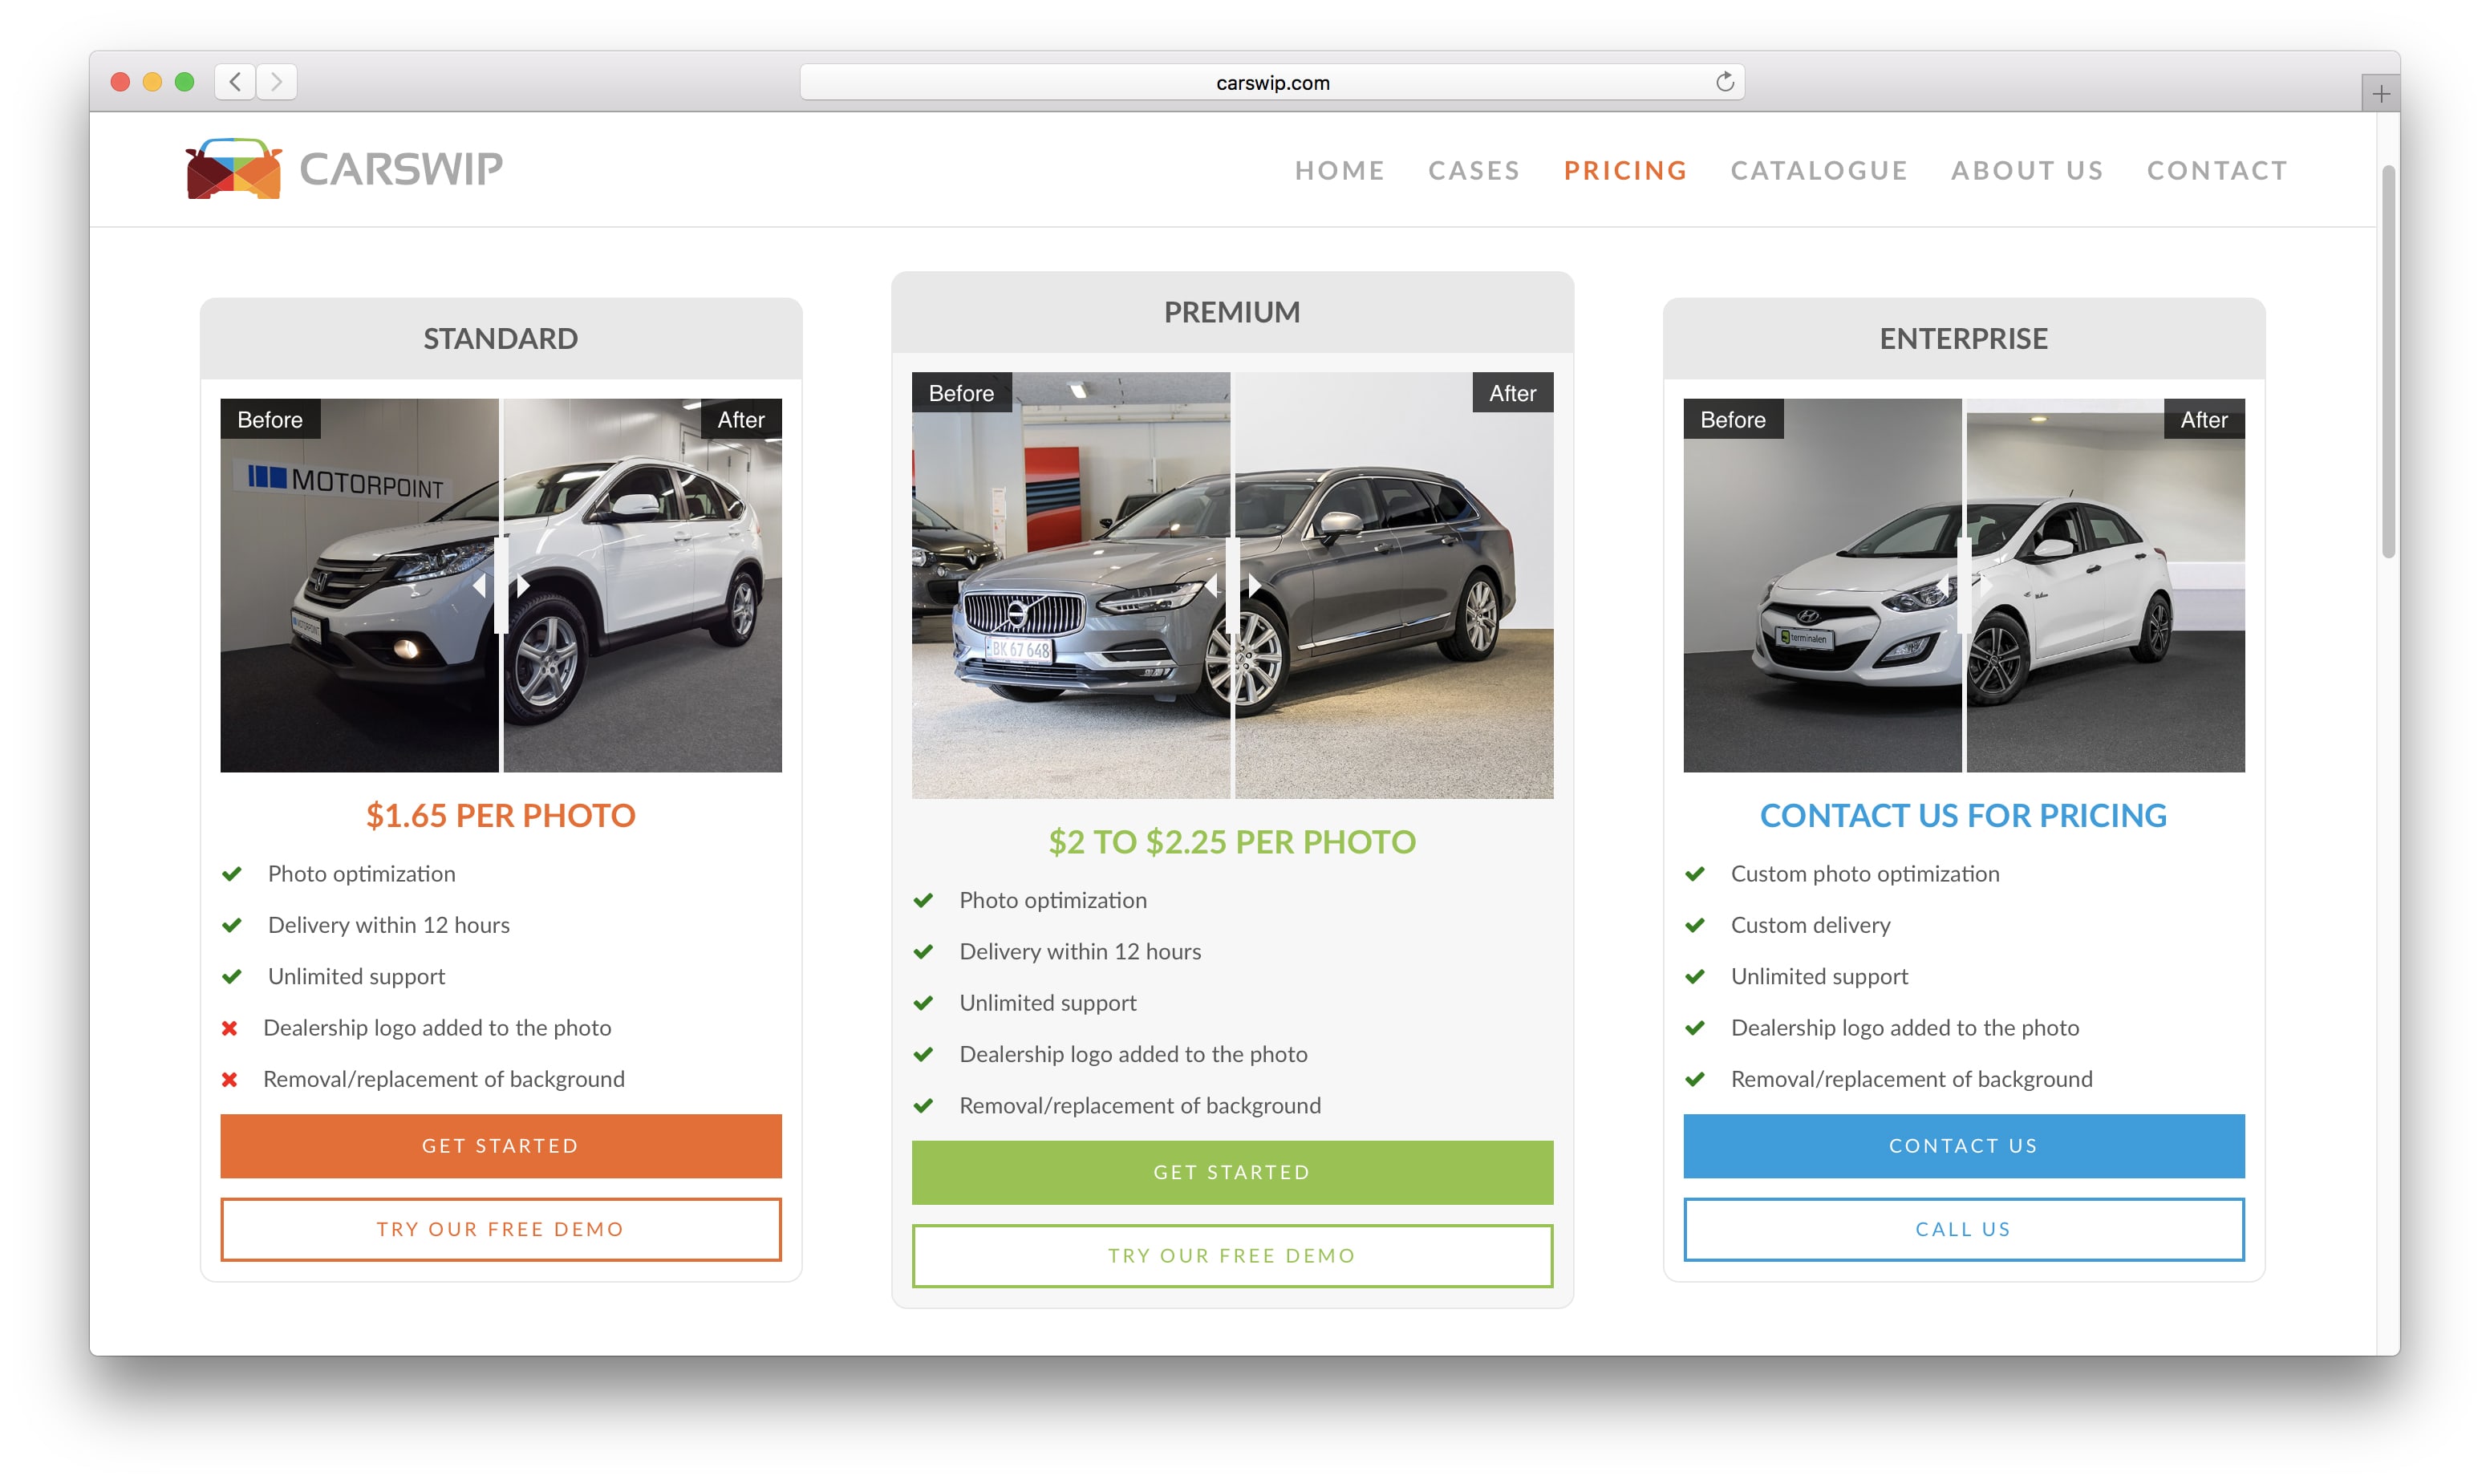 carswip.com
CARSWIP
HOME CASES PRICING CATALOGUE ABOUT US CONTACT
STANDARD
Before
After
MOTORPOINT
MOTORPOINT
$1.65 PER PHOTO
Photo optimization
Delivery within 12 hours
Unlimited support
Dealership logo added to the photo
Removal/replacement of background
GET STARTED
TRY OUR FREE DEMO
PREMIUM
Before
After
BK 67 648
$2 TO $2.25 PER PHOTO
Photo optimization
Delivery within 12 hours
Unlimited support
Dealership logo added to the photo
Removal/replacement of background
GET STARTED
TRY OUR FREE DEMO
ENTERPRISE
Before
After
terminalen
CONTACT US FOR PRICING
Custom photo optimization
Custom delivery
Unlimited support
Dealership logo added to the photo
Removal/replacement of background
CONTACT US
CALL US